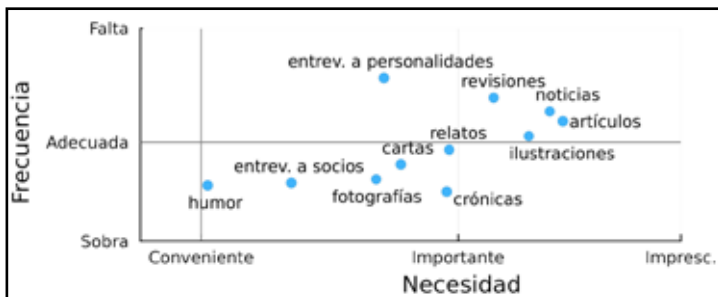 Falta
entrev. a personalidades
revisiones
noticias
artículos
Frecuencia
Adecuada
relatos
cartas
ilustraciones
entrev. a socios
humor
fotografías
crónicas
Sobra
Conveniente
Importante
Impresc.
Necesidad